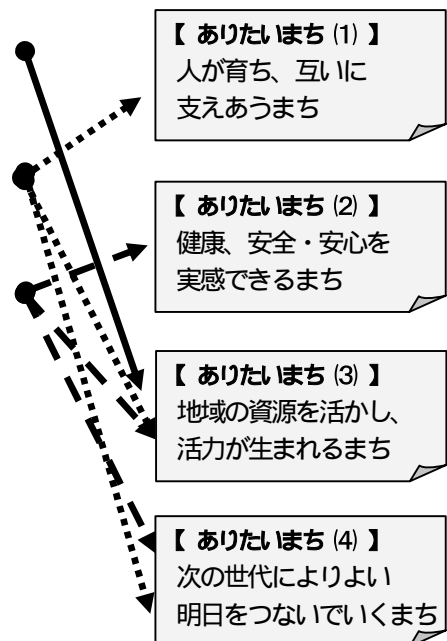 【 ありたいまち (1) 】
人が育ち、互いに
支えあうまち
【 ありたいまち (2) 】
健康、安全・安心を
実感できるまち
【 ありたいまち (3) 】
地域の資源を活かし、
活力が生まれるまち
【 ありたいまち (4) 】
次の世代によりよい
明日をつないでいくまち